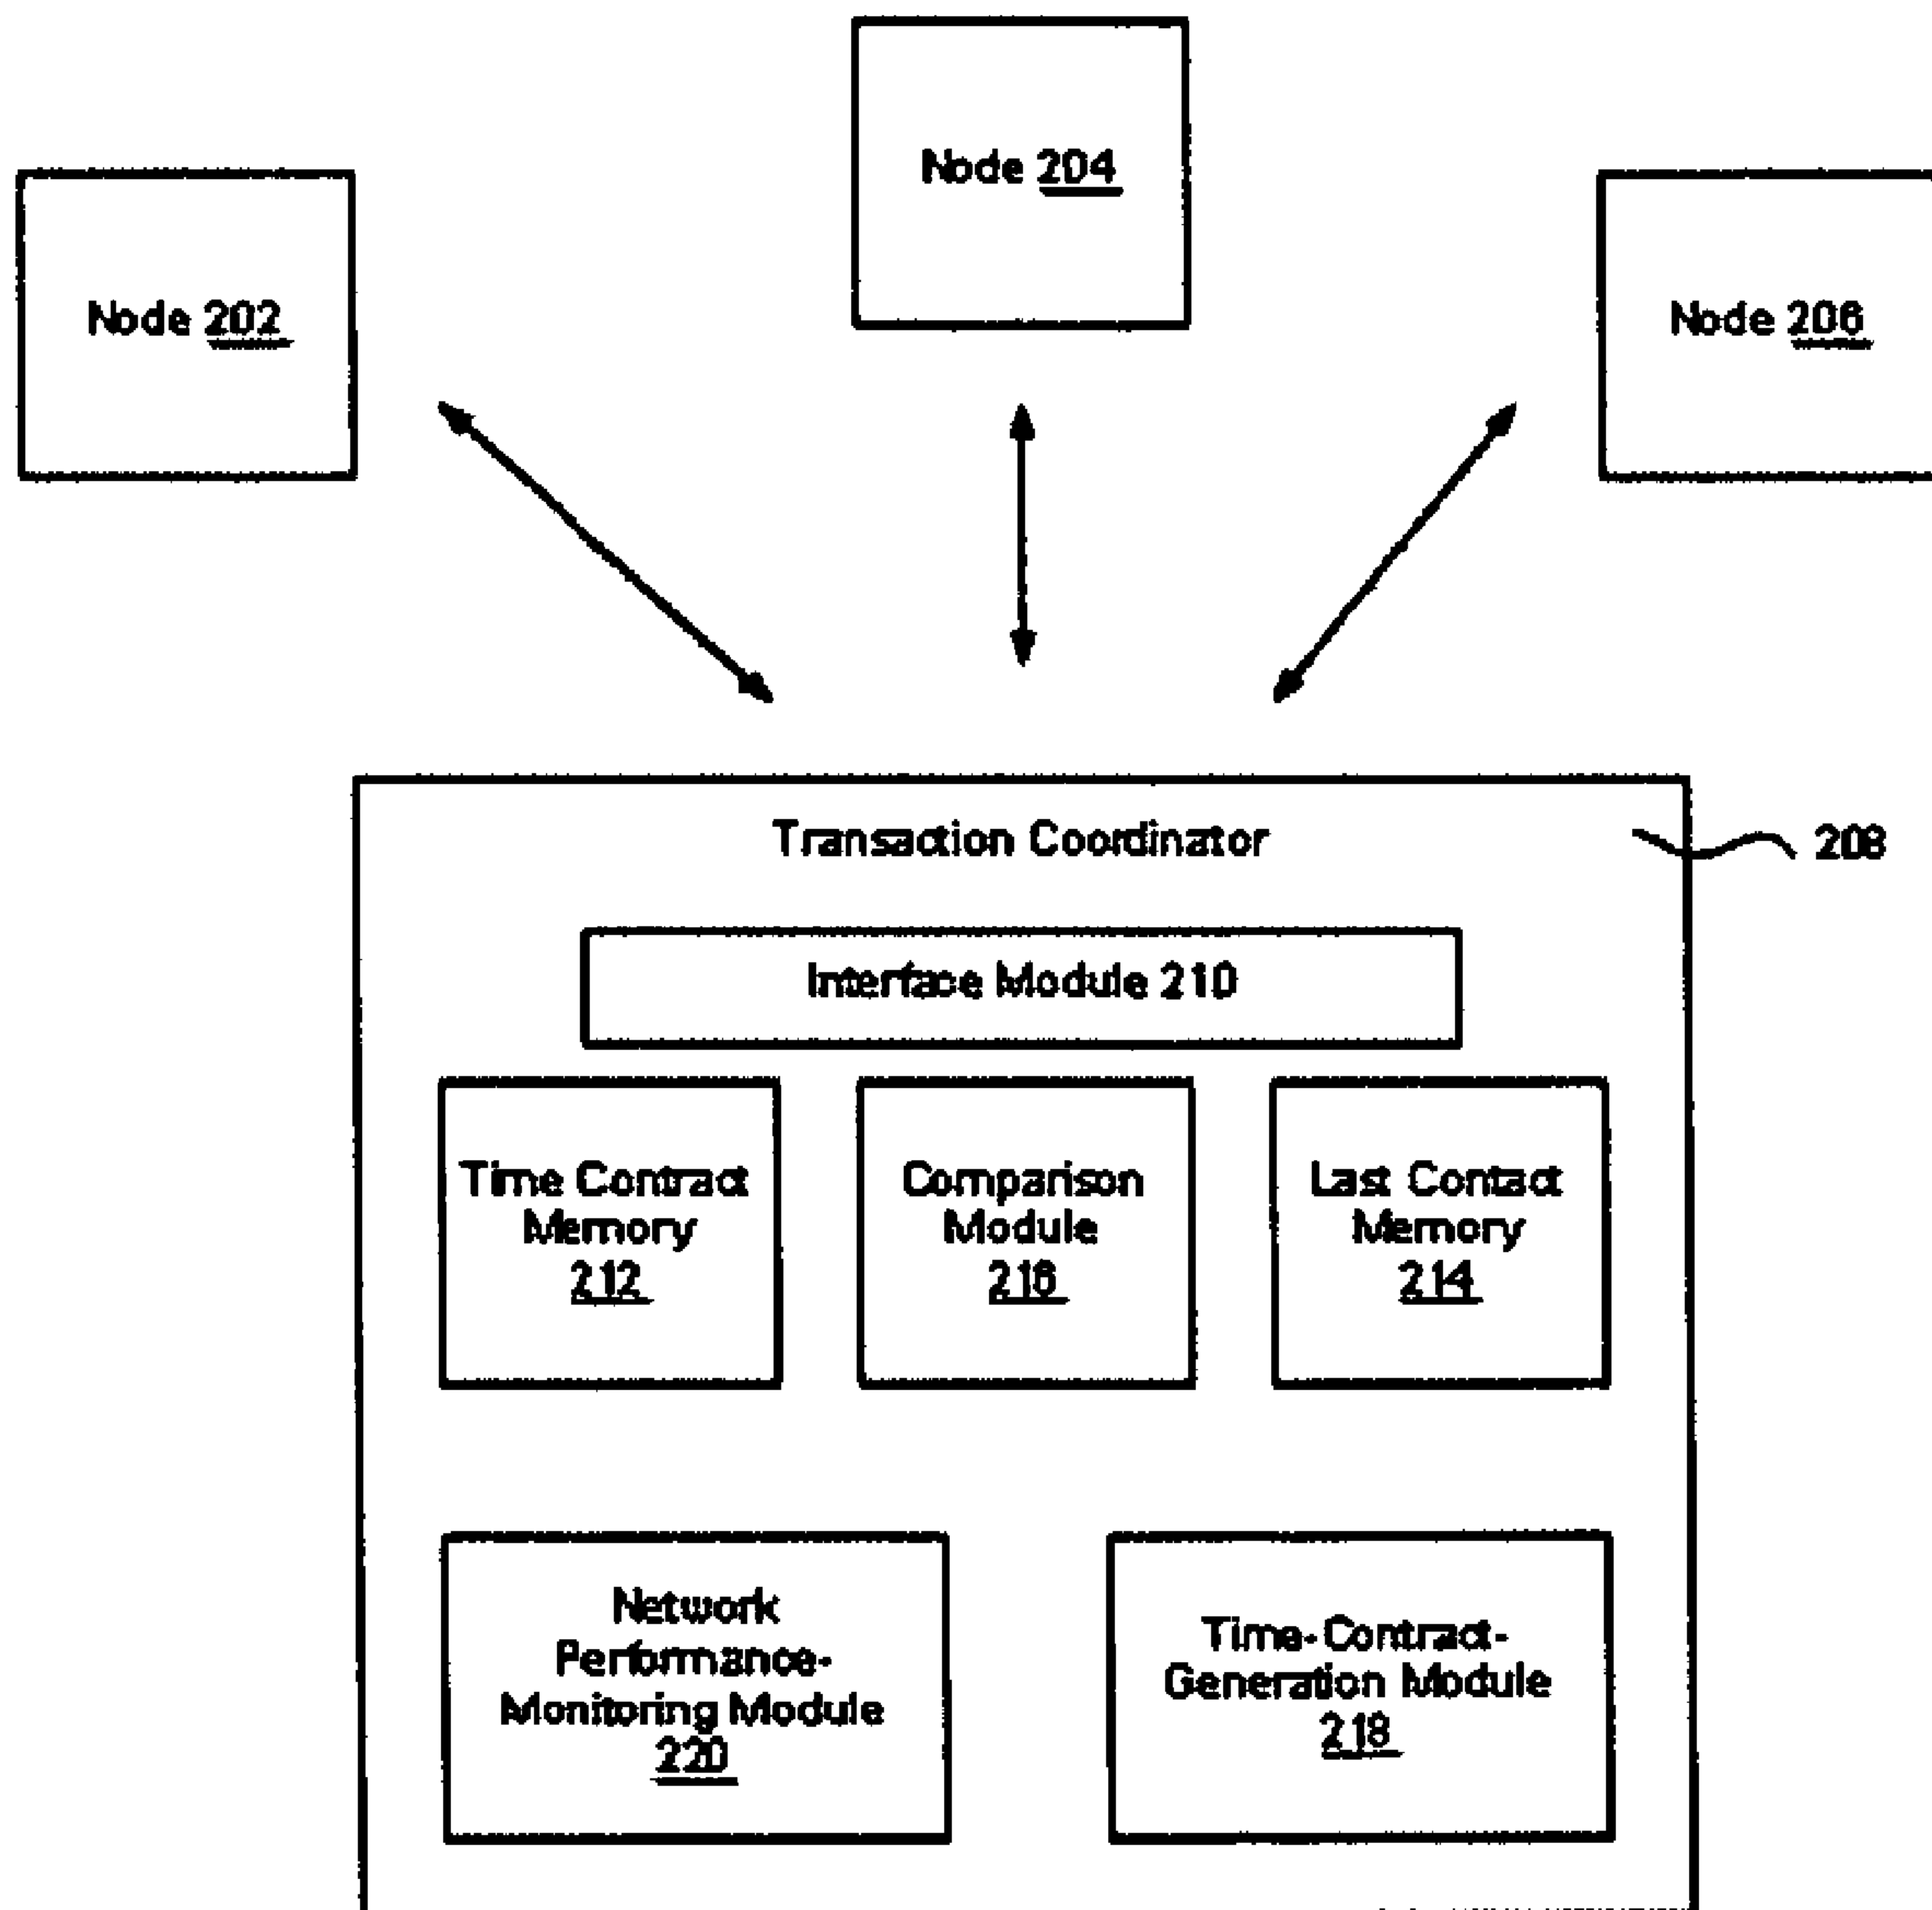 Node 204
Node 202
Node 206
Transaction Coordinator
208
Interface Module 210
Time Contract
Memory
212
Comparison
Module
216
Last Contact
Memory
214
Network
Performance-
Monitoring Module
220
Time-Contract-
Generation Module
218